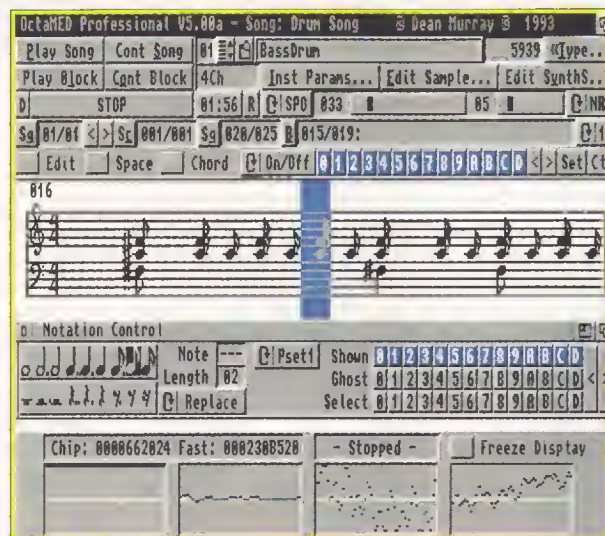 OctaMED Professional V5.00a - Song: Drum Song © Dean Murray © 1993
Play Song Cont Song 01 BassDrum 5939 «Type...
Play Block Cont Block 4Ch Inst Params... Edit Sample... Edit SynthS...
D STOP 01:56 R SPD 033 05 NR
Sg 01/01 < > Se 001/001 Sg 020/025 B 015/019:
Edit Space Chord On/Off 0 1 2 3 4 5 6 7 8 9 A B C D < > Set Ct
016
Notation Control
Note --- Pset1 Shown 0 1 2 3 4 5 6 7 8 9 A B C D
Length 02 Ghost 0 1 2 3 4 5 6 7 8 9 A B C D < >
Replace Select 0 1 2 3 4 5 6 7 8 9 A B C D
Chip: 0000662024 Fast: 000230B520 - Stopped - Freeze Display